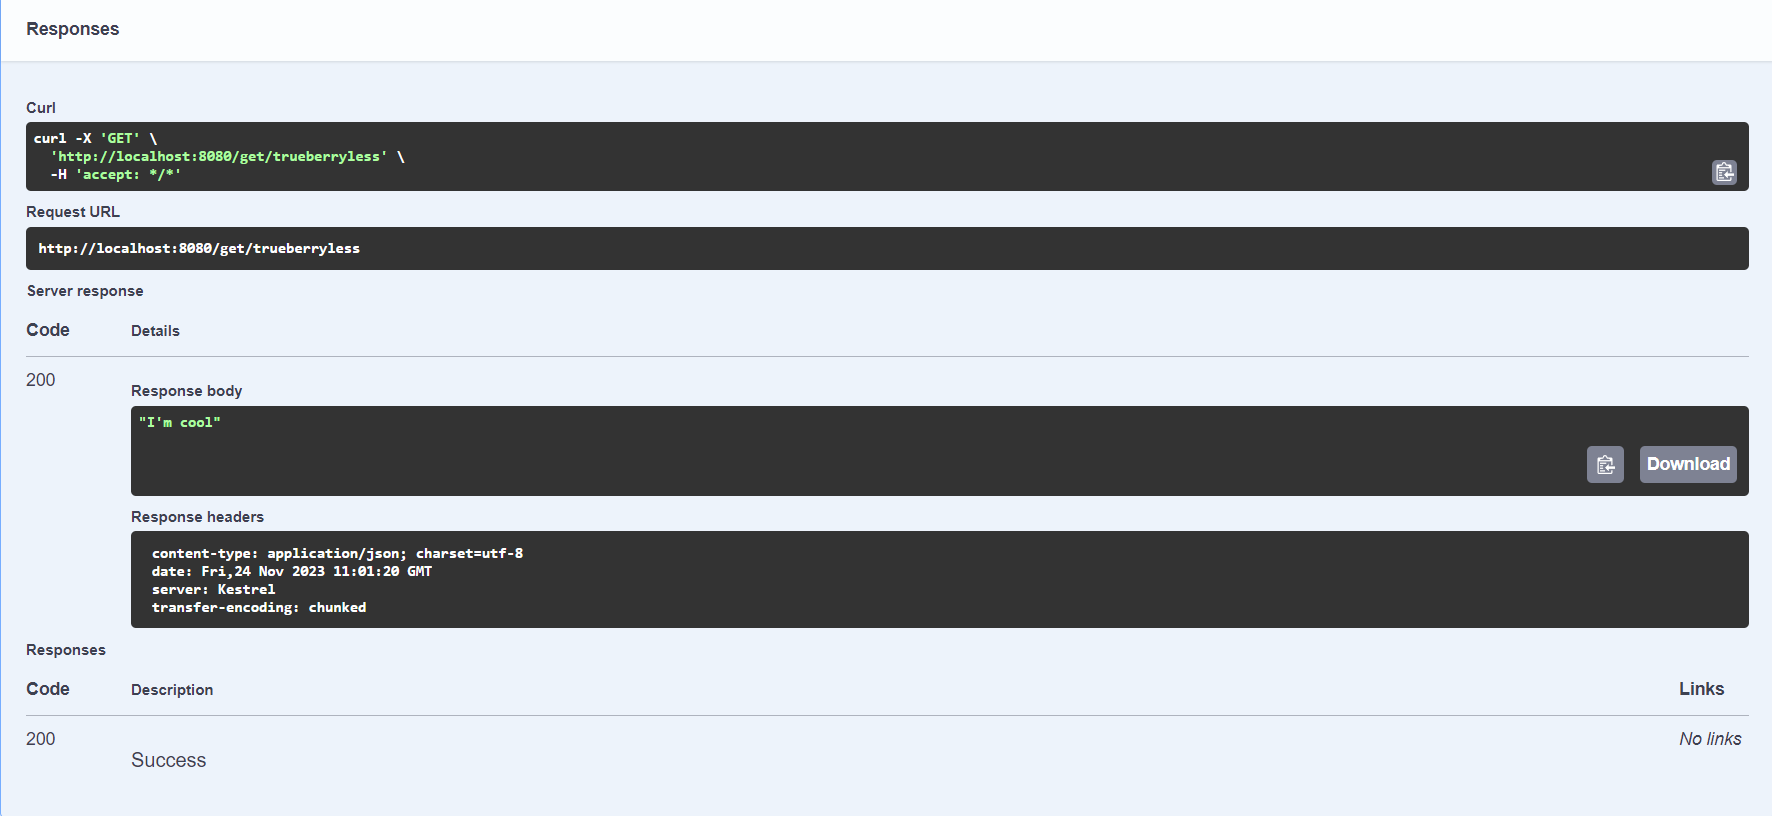 Responses
Curl
curl -X 'GET' \
  'http://localhost:8080/get/trueberryless' \
  -H 'accept: */*'
Request URL
http://localhost:8080/get/trueberryless
Server response
Code Details
200
Response body
"I'm cool"
Download
Response headers
content-type: application/json; charset=utf-8
date: Fri,24 Nov 2023 11:01:20 GMT
server: Kestrel
transfer-encoding: chunked
Responses
Code Description Links
200 No links
Success